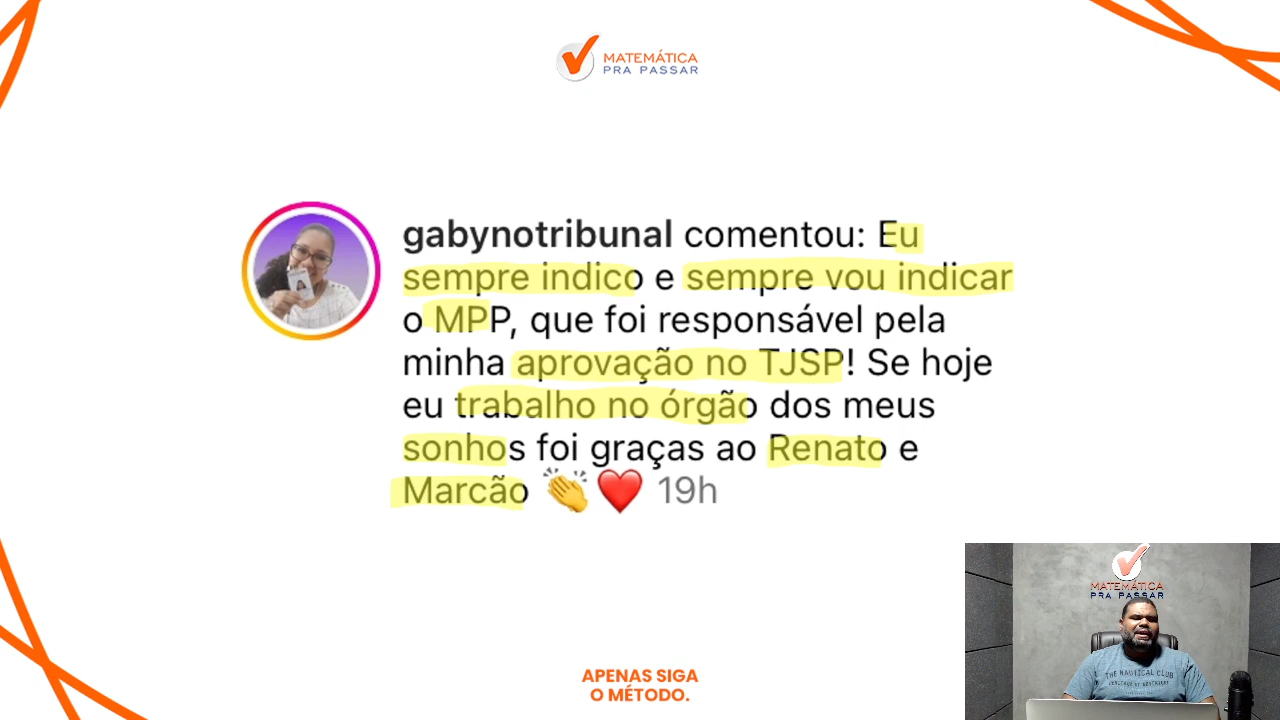 MATEMÁTICA
PRA PASSAR
gabynotribunal comentou: Eu
sempre indico e sempre vou indicar
o MPP, que foi responsável pela
minha aprovação no TJSP! Se hoje
eu trabalho no órgão dos meus
sonhos foi graças ao Renato e
Marcão 👏❤️ 19h
MATEMÁTICA
PRA PASSAR
THE NAUTICAL CLUB
APENAS SIGA
O MÉTODO.